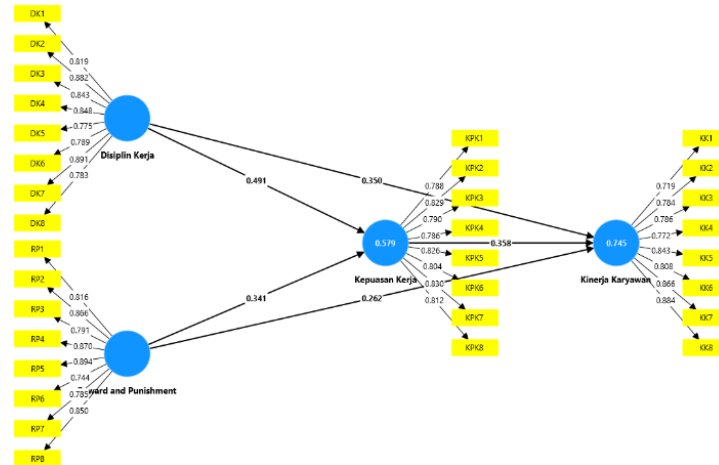 DK1
DK2
DK3
DK4
DK5
DK6
DK7
DK8
0.819
0.882
0.843
0.848
0.775
0.789
0.891
0.783
Disiplin Kerja
RP1
RP2
RP3
RP4
RP5
RP6
RP7
RP8
0.816
0.866
0.791
0.870
0.894
0.744
0.785
0.850
and Punishment
0.491
0.350
0.341
0.262
0.358
0.579
Kepuasan Kerja
KPK1
KPK2
KPK3
KPK4
KPK5
KPK6
KPK7
KPK8
0.788
0.829
0.790
0.786
0.826
0.804
0.830
0.812
0.745
Kinerja Karyawan
KK1
KK2
KK3
KK4
KK5
KK6
KK7
KK8
0.719
0.784
0.786
0.772
0.843
0.808
0.866
0.884